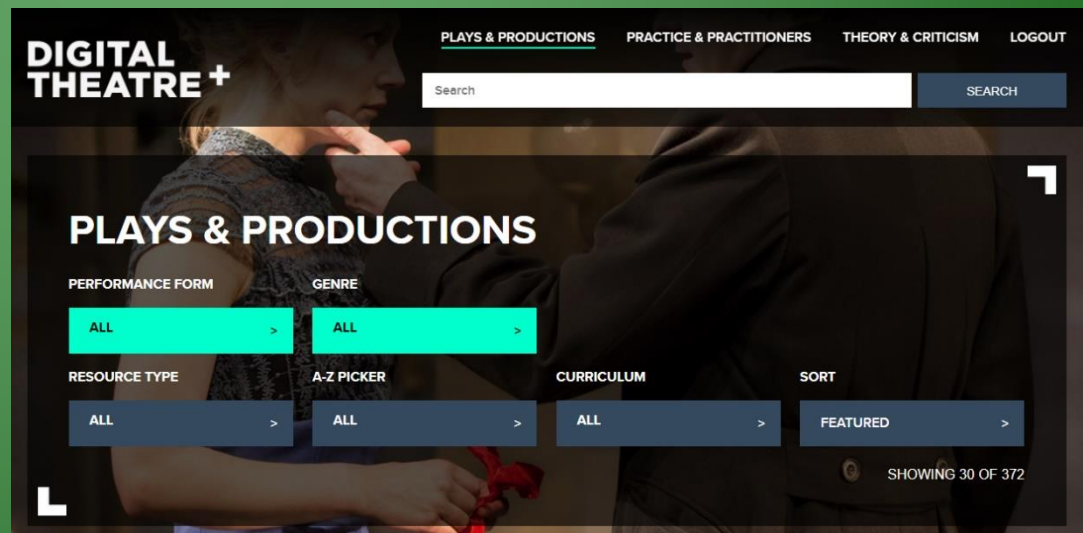 DIGITAL
THEATRE+
PLAYS & PRODUCTIONS PRACTICE & PRACTITIONERS THEORY & CRITICISM LOGOUT
Search SEARCH
PLAYS & PRODUCTIONS
PERFORMANCE FORM GENRE
ALL > ALL >
RESOURCE TYPE A-Z PICKER CURRICULUM SORT
ALL > ALL > ALL > FEATURED >
SHOWING 30 OF 372